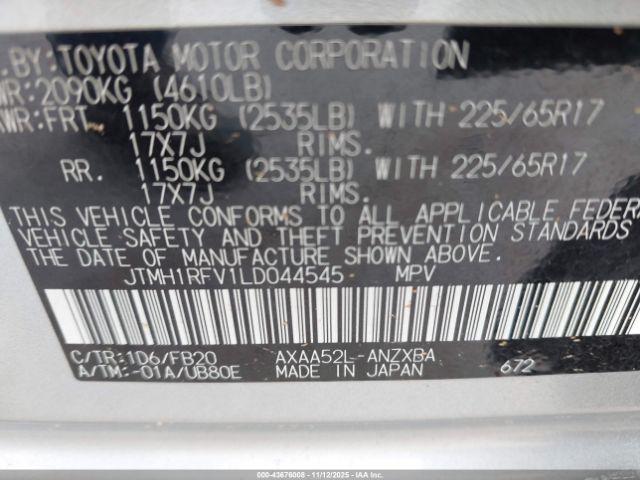 .BY:TOYOTA MOTOR CORPORATION
WR:2090KG (4610LB)
WR:FRT 1150KG (2535LB) WITH 225/65R17
17X7J RIMS.
RR. 1150KG (2535LB) WITH 225/65R17
17X7J RIMS.
THIS VEHICLE CONFORMS TO ALL APPLICABLE FEDER
VEHICLE SAFETY AND THEFT PREVENTION STANDARDS
THE DATE OF MANUFACTURE SHOWN ABOVE.
JTMH1RFV1LD044545 MPV
C/TR:1D6/FB20 AXAA52L-ANZXBA
A/TM:-01A/UB80E MADE IN JAPAN 672
000-43676008 - 11/12/2025 - COPYRIGHT IAA, LLC